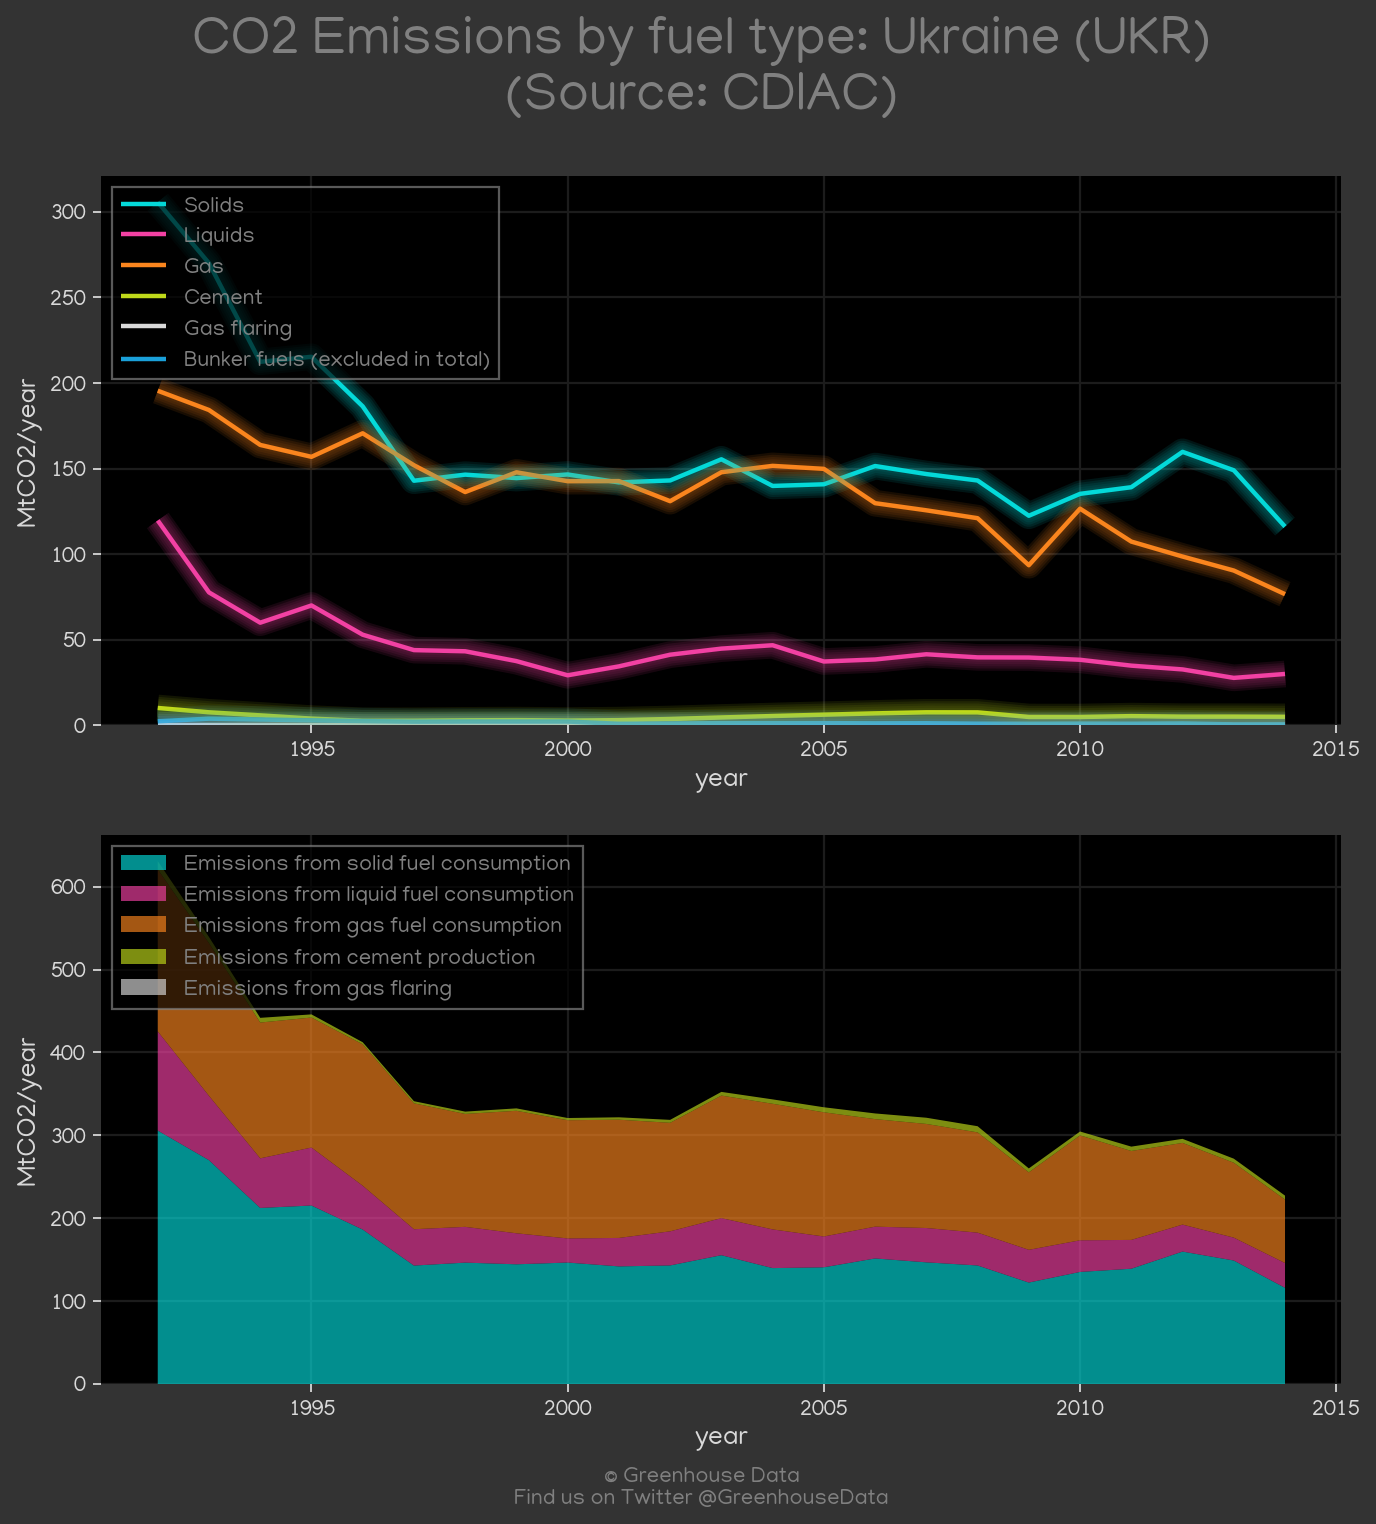 CO2 Emissions by fuel type: Ukraine (UKR)
(Source: CDIAC)
Solids
Liquids
Gas
Cement
Gas flaring
Bunker fuels (excluded in total)
300
250
200
150
100
50
0
MtCO2/year
1995 2000 2005 2010 2015
year
Emissions from solid fuel consumption
Emissions from liquid fuel consumption
Emissions from gas fuel consumption
Emissions from cement production
Emissions from gas flaring
600
500
400
300
200
100
0
MtCO2/year
1995 2000 2005 2010 2015
year
© Greenhouse Data
Find us on Twitter @GreenhouseData